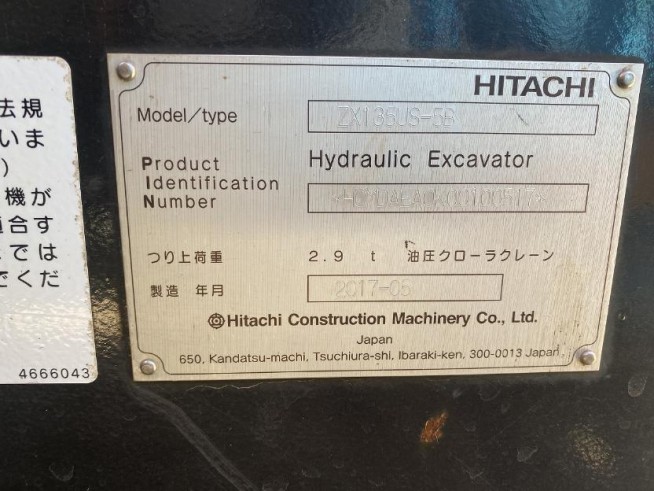 法規
いま
)
機が
適合す
では
でくだ
4666043
HITACHI
Model/type ZX135US-5B
Product
Identification
Number
Hydraulic Excavator
つり上荷重 2.9 t 油圧クローラクレーン
製造 年月 2017-05
Hitachi Construction Machinery Co., Ltd.
Japan
650, Kandatsu-machi, Tsuchiura-shi, Ibaraki-ken, 300-0013 Japan